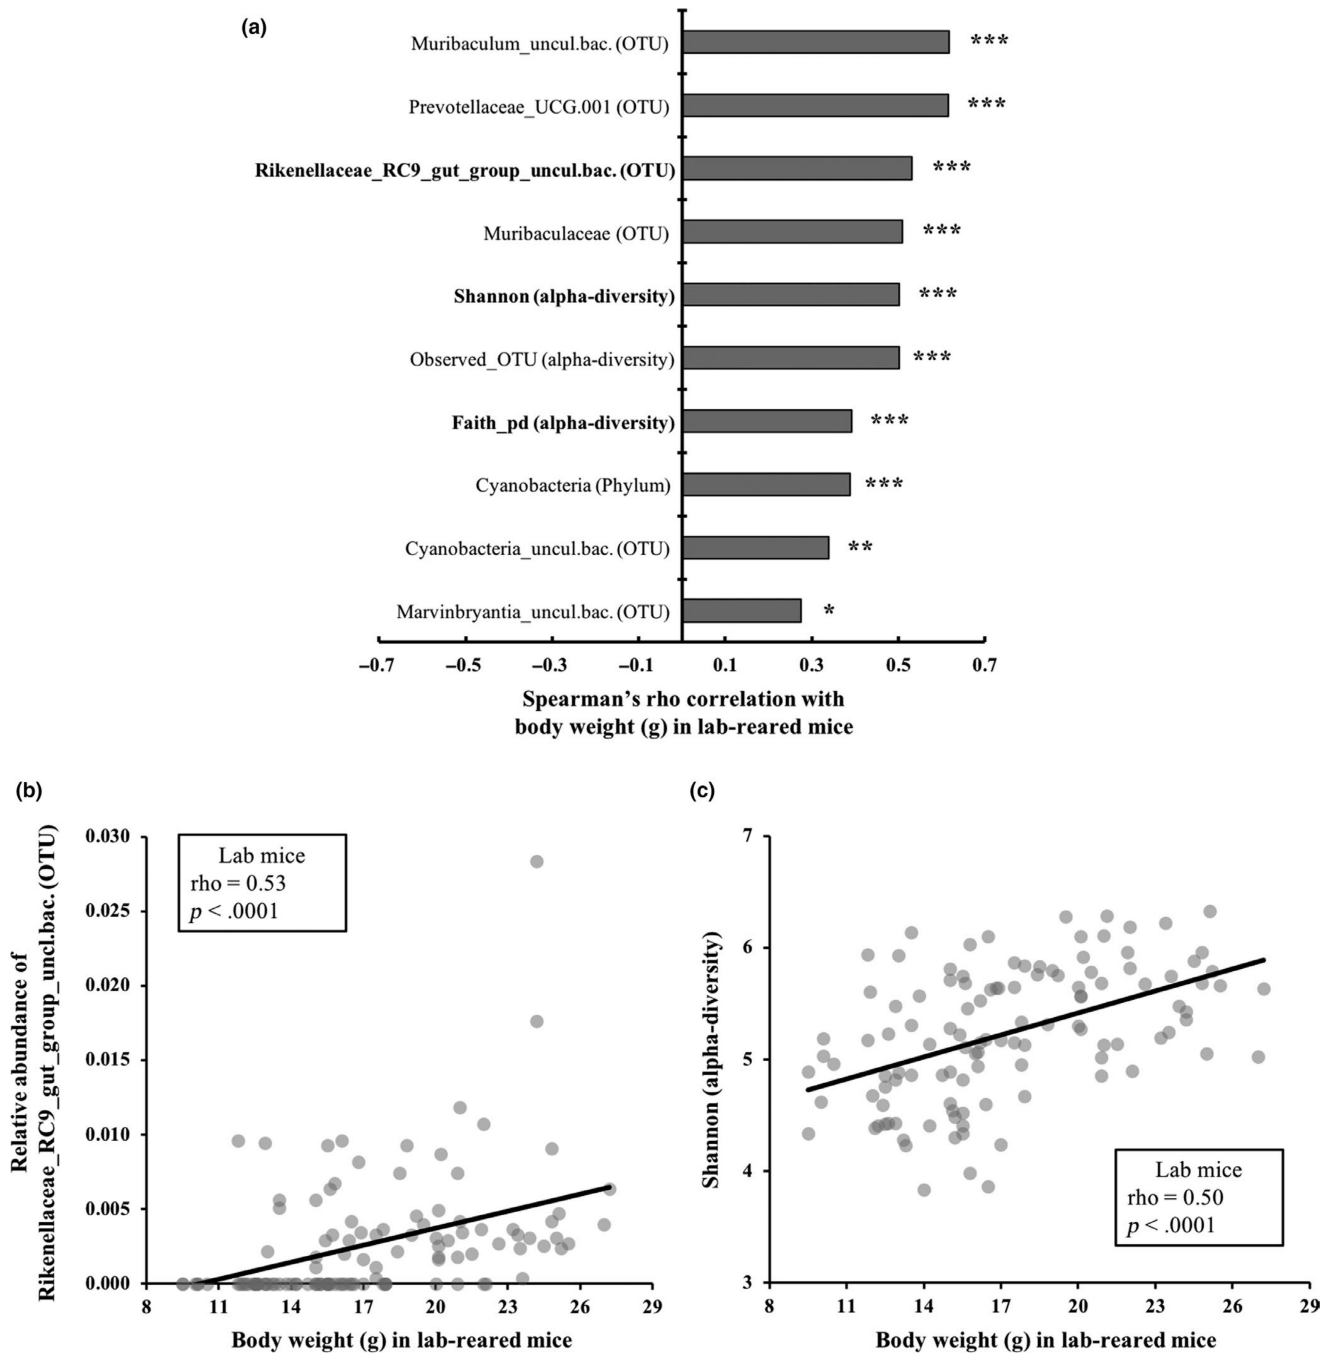 (a)
Muribaculum_uncul.bac. (OTU) ***
Prevotellaceae_UCG.001 (OTU) ***
Rikenellaceae_RC9_gut_group_uncul.bac. (OTU) ***
Muribaculaceae (OTU) ***
Shannon (alpha-diversity) ***
Observed_OTU (alpha-diversity) ***
Faith_pd (alpha-diversity) ***
Cyanobacteria (Phylum) ***
Cyanobacteria_uncul.bac. (OTU) **
Marvinbryantia_uncul.bac. (OTU) *
–0.7 –0.5 –0.3 –0.1 0.1 0.3 0.5 0.7
Spearman's rho correlation with
body weight (g) in lab-reared mice
(b)
Relative abundance of
Rikenellaceae_RC9_gut_group_uncl.bac. (OTU)
0.030
0.025
0.020
0.015
0.010
0.005
0.000
Lab mice
rho = 0.53
p < .0001
8 11 14 17 20 23 26 29
Body weight (g) in lab-reared mice
(c)
Shannon (alpha-diversity)
7
6
5
4
3
Lab mice
rho = 0.50
p < .0001
8 11 14 17 20 23 26 29
Body weight (g) in lab-reared mice